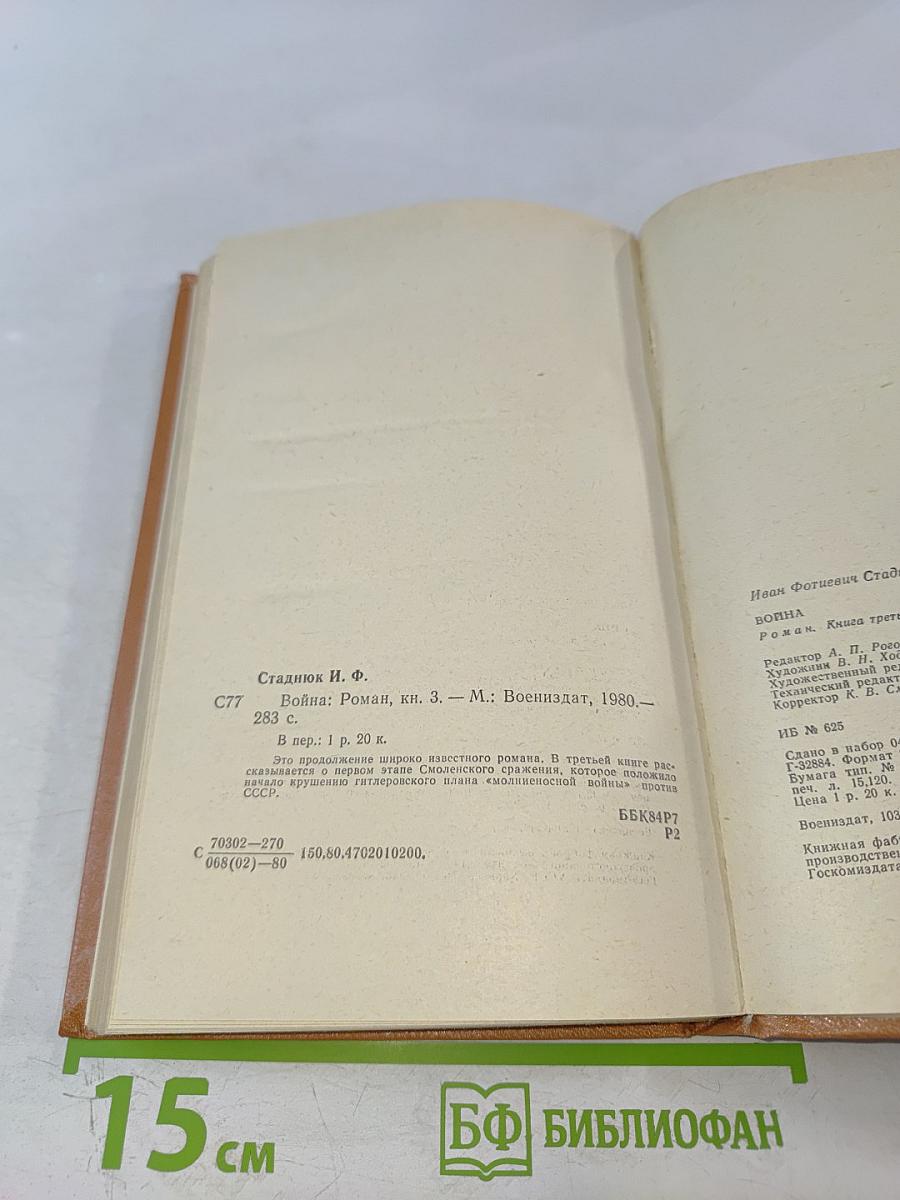 Стаднюк И. Ф.
С77 Война: Роман, кн. 3. — М.: Воениздат, 1980.—
283 с.
В пер.: 1 р. 20 к.
Это продолжение широко известного романа. В третьей книге рас-
сказывается о первом этапе Смоленского сражения, которое положило
начало крушению гитлеровского плана «молниеносной войны» против
СССР.
ББК84Р7
Р2
С 70302—270
068(02)—80 150,80.4702010200.
Иван Фотиевич Стад
ВОЙНА
Роман. Книга треть
Редактор А. П. Рого
Художник В. Н. Хос
Художественный ред
Технический редакт
Корректор К. В. Сл
ИБ № 625
Сдано в набор 04
Г-32884. Формат
Бумага тип. №
печ. л. 15,120.
Цена 1 р. 20 к.
Воениздат, 103
Книжная фаб
производствен
Госкомиздата
15 см
БФ БИБЛИОФАН